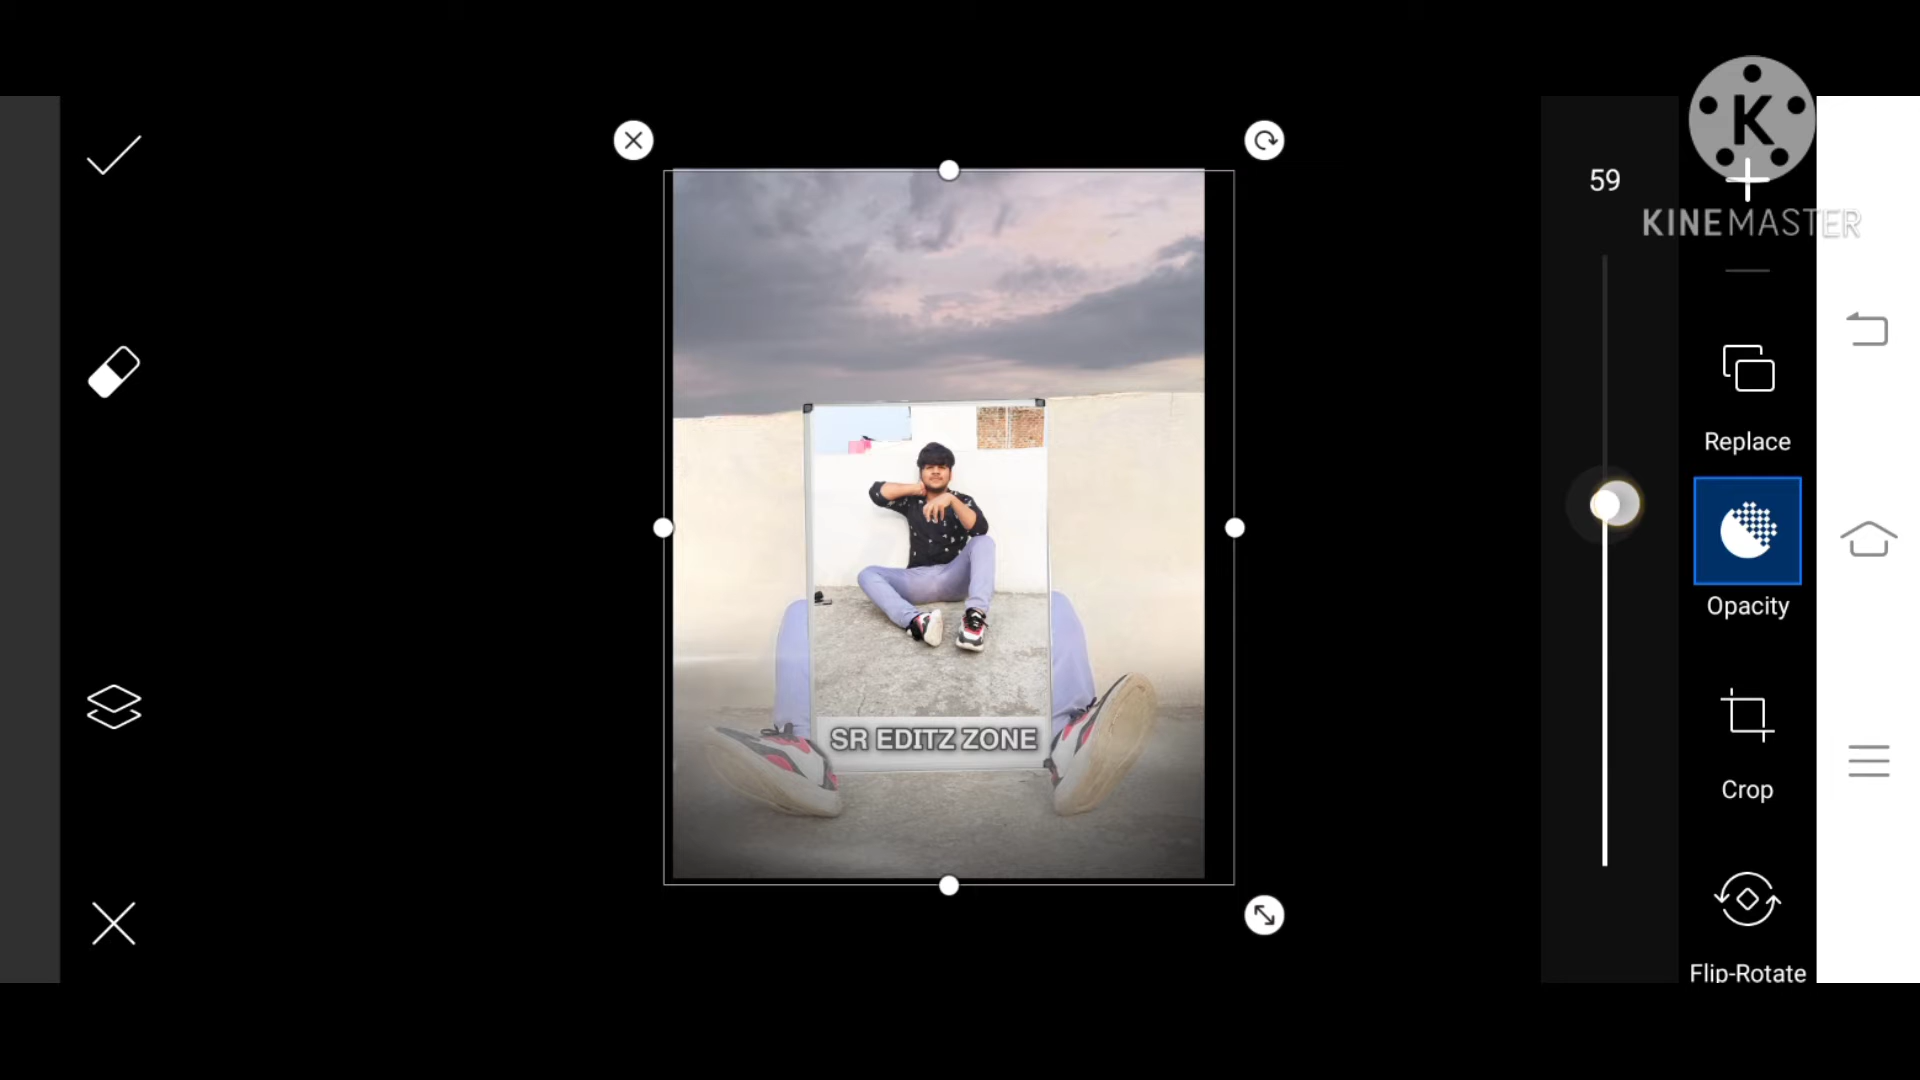 K
KINEMASTER
59
Replace
Opacity
Crop
Flip-Rotate
SR EDITZ ZONE